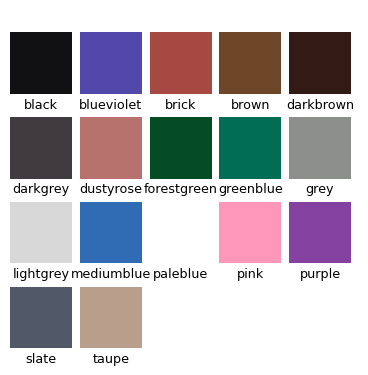 black blueviolet brick brown darkbrown
darkgrey dustyrose forestgreen greenblue grey
lightgrey mediumblue paleblue pink purple
slate taupe